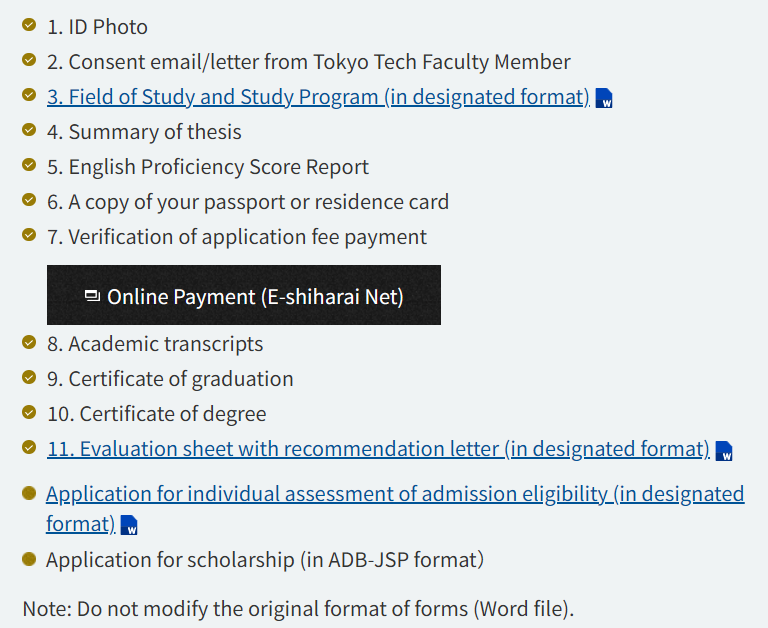 1. ID Photo
2. Consent email/letter from Tokyo Tech Faculty Member
3. Field of Study and Study Program (in designated format)
4. Summary of thesis
5. English Proficiency Score Report
6. A copy of your passport or residence card
7. Verification of application fee payment
Online Payment (E-shiharai Net)
8. Academic transcripts
9. Certificate of graduation
10. Certificate of degree
11. Evaluation sheet with recommendation letter (in designated format)
Application for individual assessment of admission eligibility (in designated
format)
Application for scholarship (in ADB-JSP format）
Note: Do not modify the original format of forms (Word file).